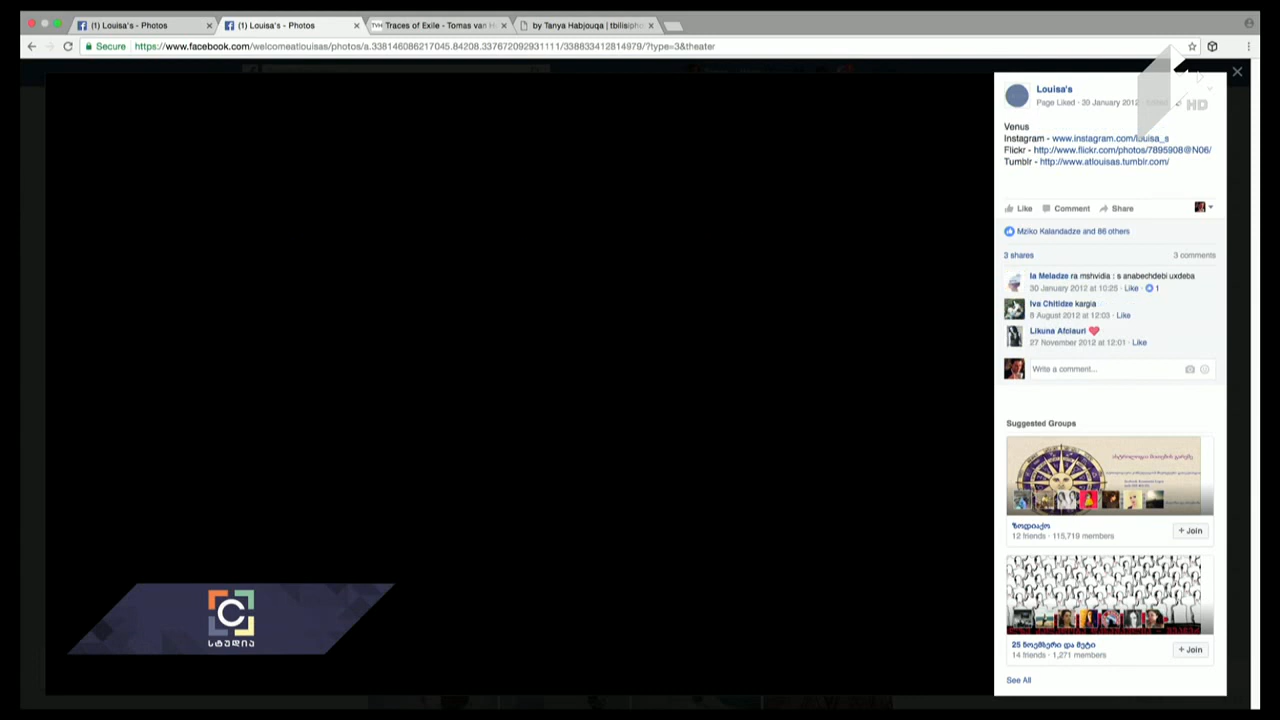 (1) Louisa's - Photos
(1) Louisa's - Photos
Traces of Exile - Tomas van H
by Tanya Habjouqa | tbilisipho
Secure https://www.facebook.com/welcomeatlouisas/photos/a.338146086217045.84208.337672092931111/338633412814979/?type=3&theater
Louisa's
Page Liked · 30 January 2012
HD
Venus
Instagram - www.instagram.com/louisa_s
Flickr - http://www.flickr.com/photos/7895908@N06/
Tumblr - http://www.atlouisas.tumblr.com/
Like Comment Share
Mziko Kalandadze and 86 others
3 shares 3 comments
Ia Meladze ra mshvidia : s anabechdebi uxdeba
30 January 2012 at 10:25 · Like · 1
Iva Chitidze kargia
8 August 2012 at 12:03 · Like
Likuna Afciauri
27 November 2012 at 12:01 · Like
Write a comment...
Suggested Groups
ზოდიაქო
12 friends · 115,719 members
+ Join
25 ნოემბერი და მეტი
14 friends · 1,271 members
+ Join
See All
C
სტუდია